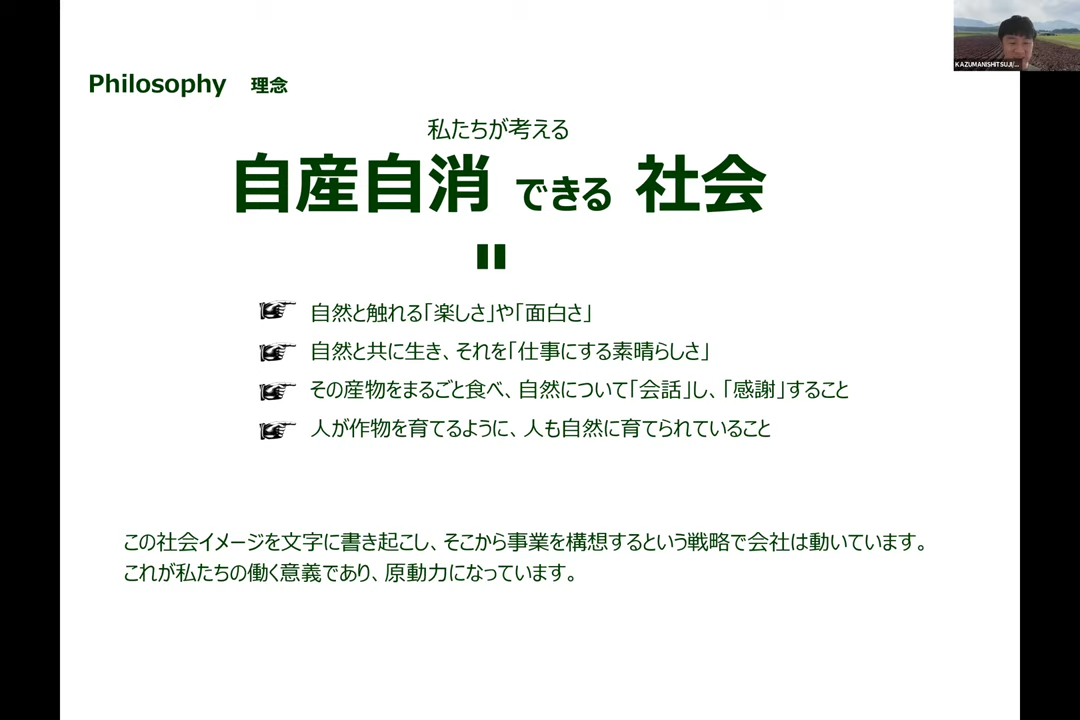 KAZUMANISHITSUJI/...
Philosophy 理念
私たちが考える
自産自消 できる 社会
自然と触れる「楽しさ」や「面白さ」
自然と共に生き、それを「仕事にする素晴らしさ」
その産物をまるごと食べ、自然について「会話」し、「感謝」すること
人が作物を育てるように、人も自然に育てられていること
この社会イメージを文字に書き起こし、そこから事業を構想するという戦略で会社は動いています。
これが私たちの働く意義であり、原動力になっています。